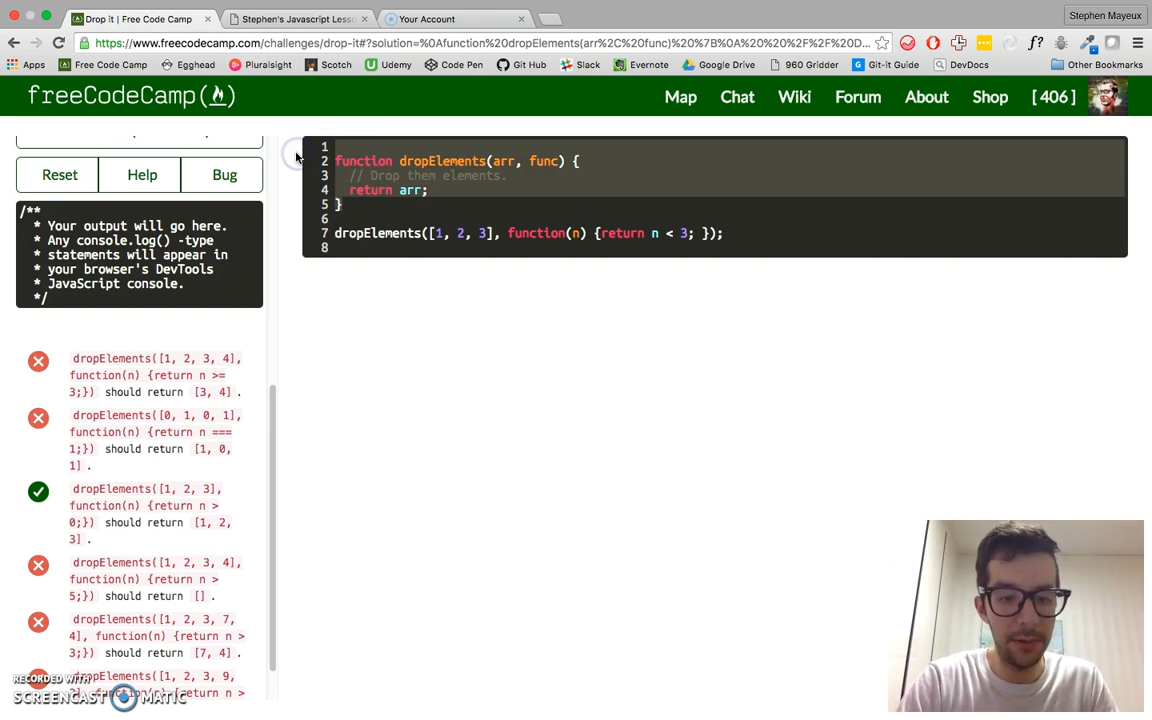 Drop it | Free Code Camp
Stephen's Javascript Lesso
Your Account
Stephen Mayeux
https://www.freecodecamp.com/challenges/drop-it#?solution=%0Afunction%20dropElements(arr%2C%20func)%20%7B%0A%20%20%2F%2F%20D...
Apps
Free Code Camp
Egghead
Pluralsight
Scotch
Udemy
Code Pen
Git Hub
Slack
Evernote
Google Drive
960 Gridder
Git-it Guide
DevDocs
Other Bookmarks
freeCodeCamp
Map
Chat
Wiki
Forum
About
Shop
[ 406 ]
Reset
Help
Bug
/**
* Your output will go here.
* Any console.log() -type
* statements will appear in
* your browser's DevTools
* JavaScript console.
*/
1
2 function dropElements(arr, func) {
3 // Drop them elements.
4 return arr;
5 }
6
7 dropElements([1, 2, 3], function(n) {return n < 3; });
8
dropElements([1, 2, 3, 4],
function(n) {return n >=
3;}) should return [3, 4].
dropElements([0, 1, 0, 1],
function(n) {return n ===
1;}) should return [1, 0,
1].
dropElements([1, 2, 3],
function(n) {return n >
0;}) should return [1, 2,
3].
dropElements([1, 2, 3, 4],
function(n) {return n >
5;}) should return [].
dropElements([1, 2, 3, 7,
4], function(n) {return n >
3;}) should return [7, 4].
dropElements([1, 2, 3, 9,
{return n >
RECORDED WITH
SCREENCAST MATIC